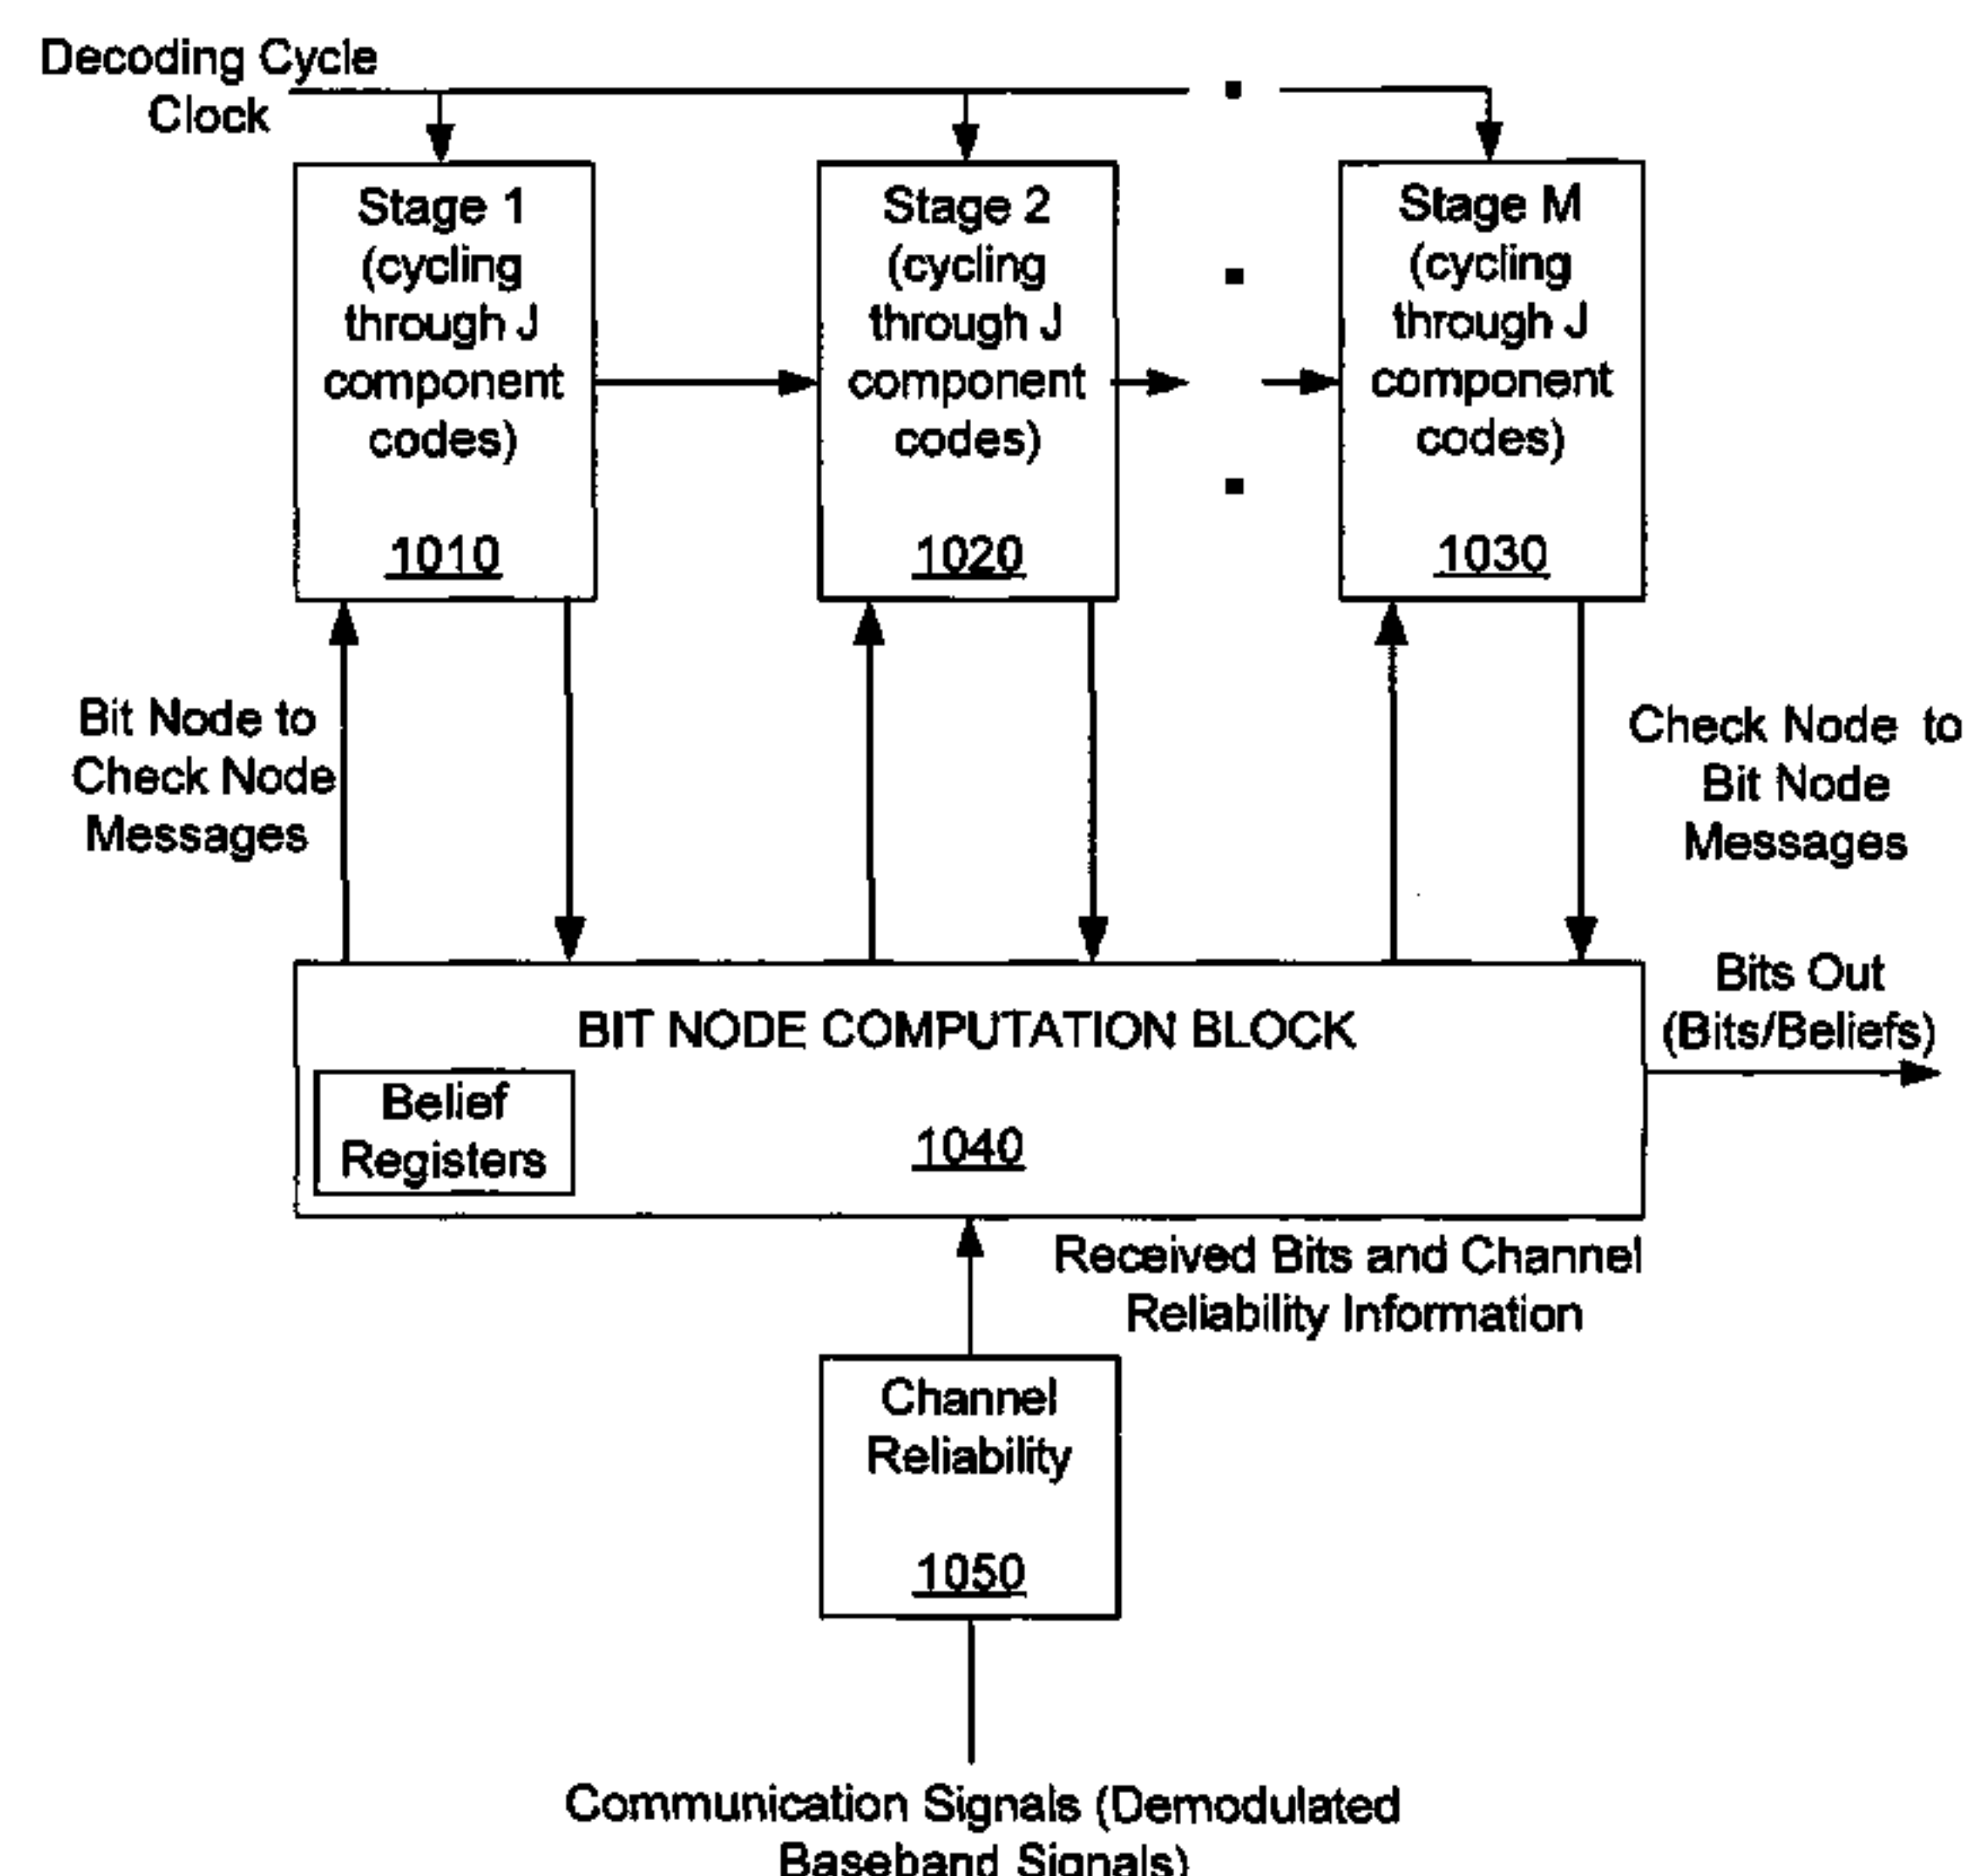 Decoding Cycle
Clock
Stage 1
(cycling
through J
component
codes)
1010
Stage 2
(cycling
through J
component
codes)
1020
Stage M
(cycling
through J
component
codes)
1030
Bit Node to
Check Node
Messages
Check Node to
Bit Node
Messages
BIT NODE COMPUTATION BLOCK
Belief
Registers
1040
Bits Out
(Bits/Beliefs)
Received Bits and Channel
Reliability Information
Channel
Reliability
1050
Communication Signals (Demodulated
Baseband Signals)